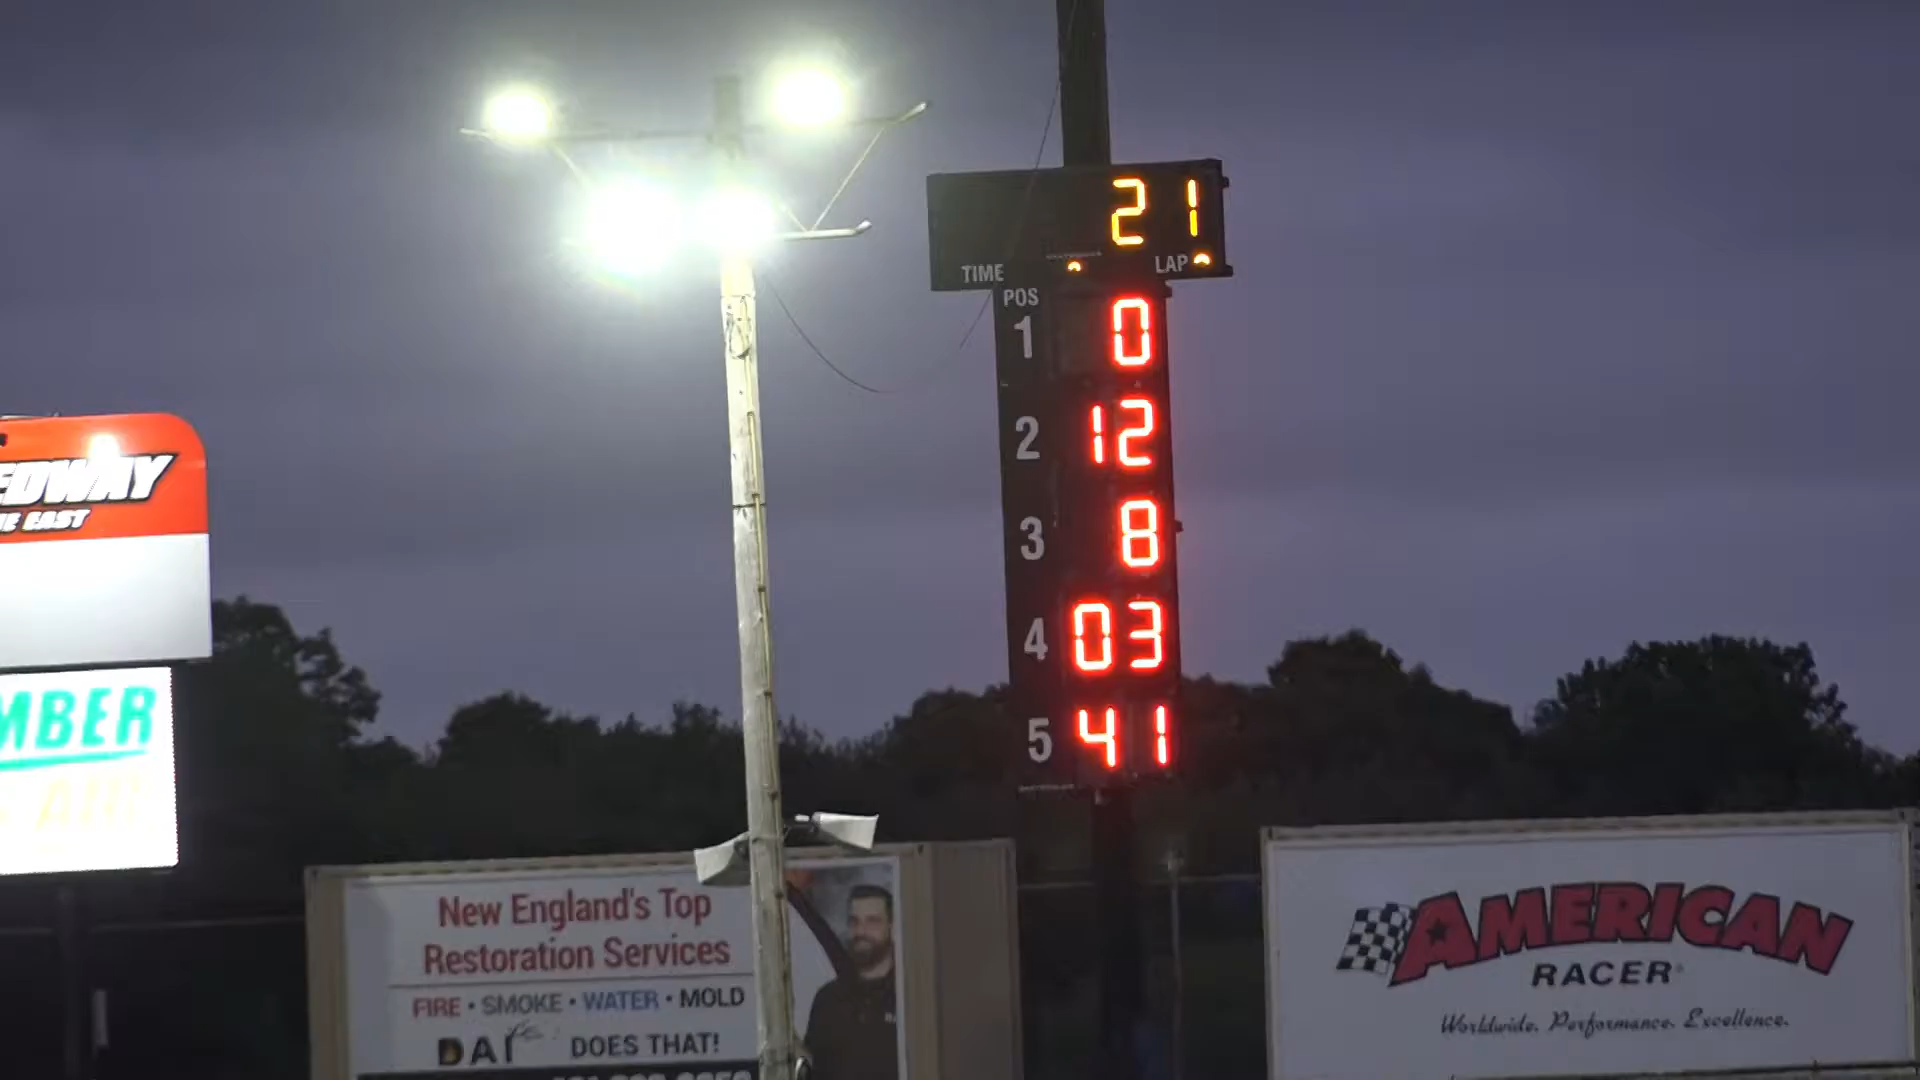 21
TIME LAP
POS
1 0
2 12
3 8
4 03
5 41
EDWAY
E EAST
MBER
AIR
New England's Top
Restoration Services
FIRE • SMOKE • WATER • MOLD
DOES THAT!
AMERICAN
RACER
Worldwide. Performance. Excellence.